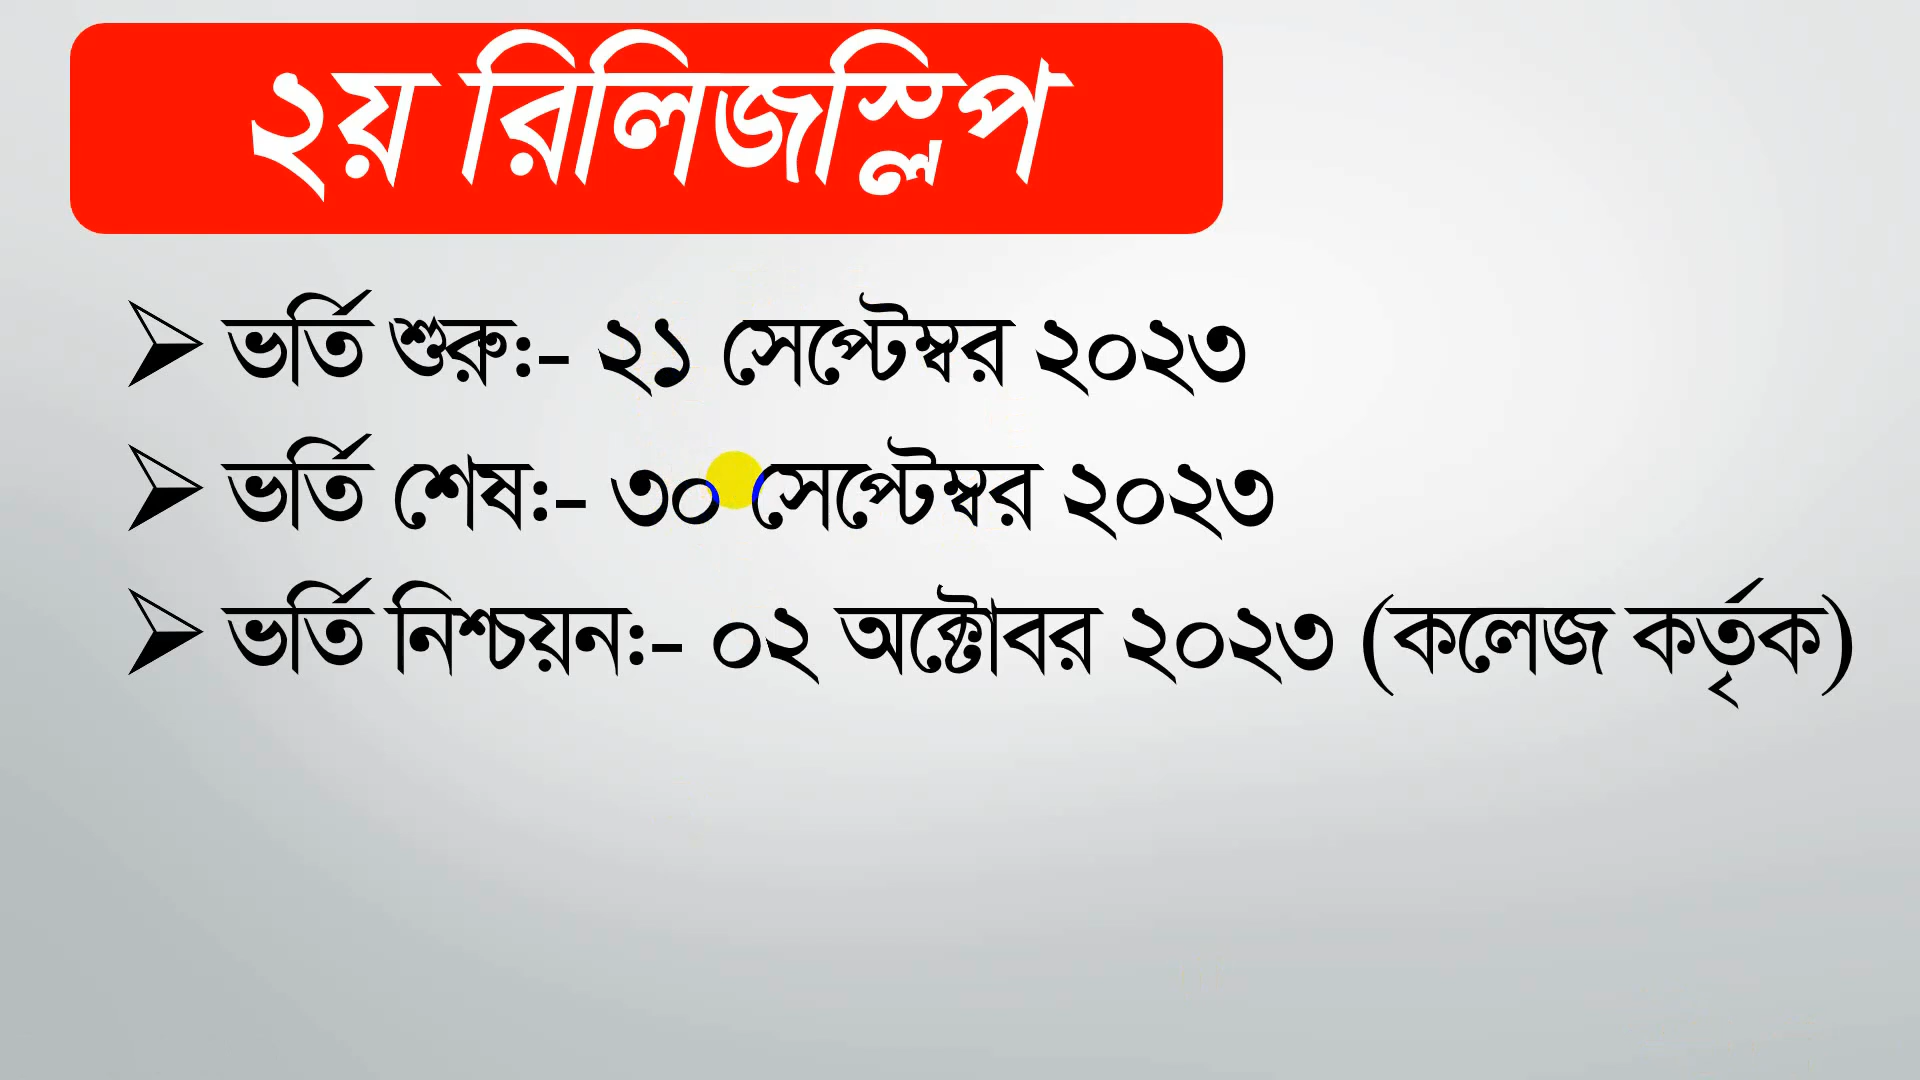 ২য় রিলিজস্লিপ
ভর্তি শুরু:- ২১ সেপ্টেম্বর ২০২৩
ভর্তি শেষ:- ৩০ সেপ্টেম্বর ২০২৩
ভর্তি নিশ্চয়ন:- ০২ অক্টোবর ২০২৩ (কলেজ কর্তৃক)